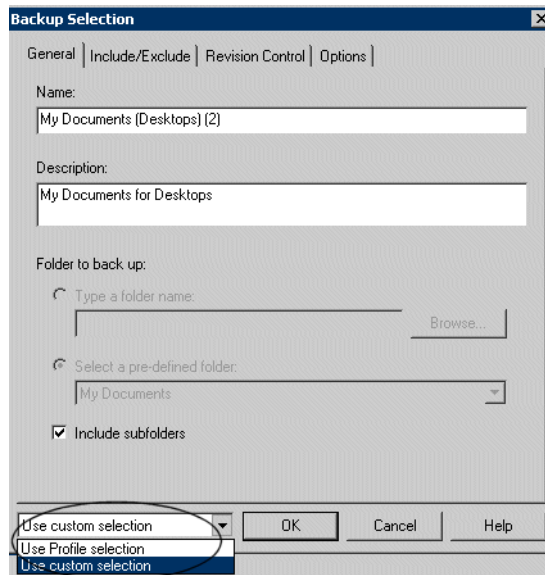 Backup Selection
General Include/Exclude Revision Control Options
Name:
My Documents (Desktops) (2)
Description:
My Documents for Desktops
Folder to back up:
Type a folder name:
Browse...
Select a pre-defined folder:
My Documents
Include subfolders
Use custom selection OK Cancel Help
Use Profile selection
Use custom selection